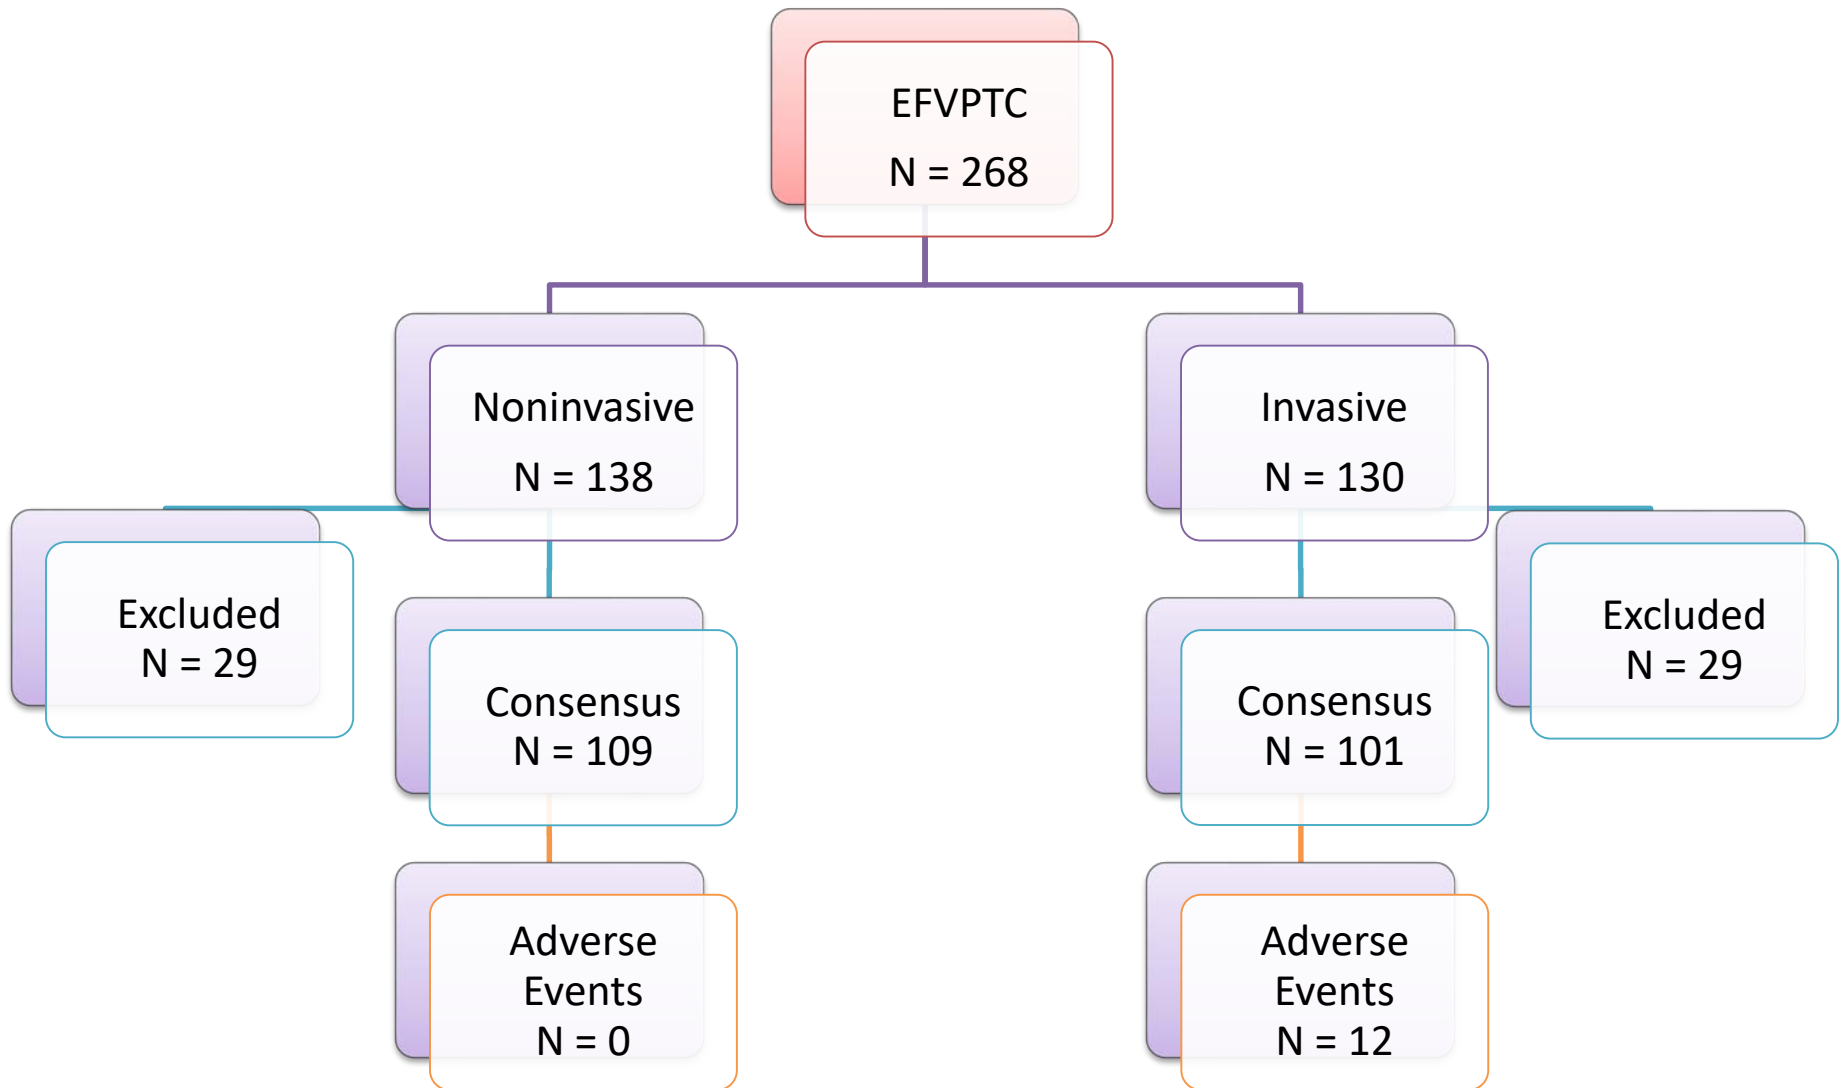 EFVPTC
N = 268
Noninvasive
N = 138
Invasive
N = 130
Excluded
N = 29
Consensus
N = 109
Consensus
N = 101
Excluded
N = 29
Adverse
Events
N = 0
Adverse
Events
N = 12